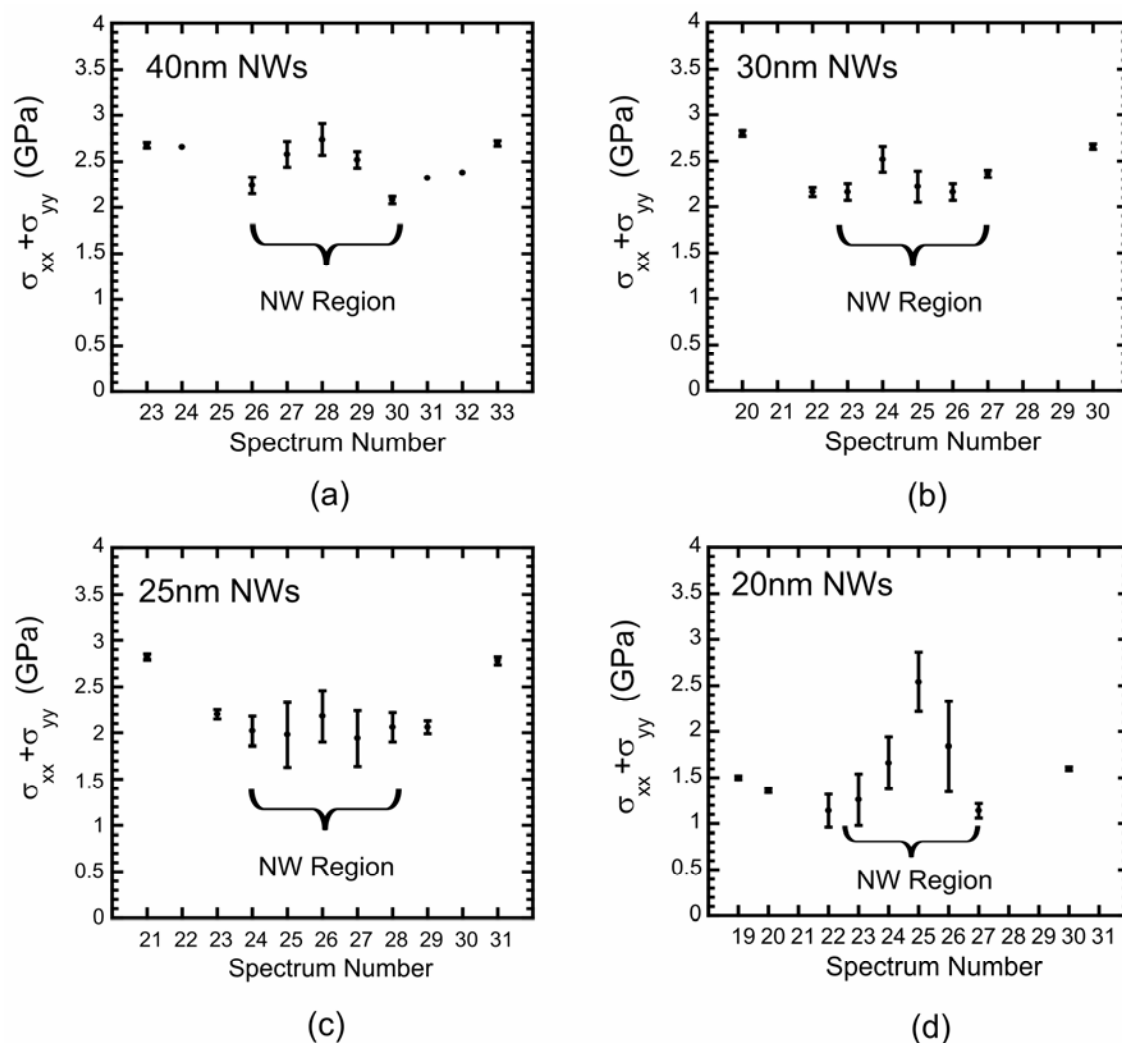 4
3.5
3
2.5
2
1.5
1
0.5
0
σxx+σyy (GPa)
40nm NWs
NW Region
23 24 25 26 27 28 29 30 31 32 33
Spectrum Number
(a)
4
3.5
3
2.5
2
1.5
1
0.5
0
σxx+σyy (GPa)
30nm NWs
NW Region
20 21 22 23 24 25 26 27 28 29 30
Spectrum Number
(b)
4
3.5
3
2.5
2
1.5
1
0.5
0
σxx+σyy (GPa)
25nm NWs
NW Region
21 22 23 24 25 26 27 28 29 30 31
Spectrum Number
(c)
4
3.5
3
2.5
2
1.5
1
0.5
0
σxx+σyy (GPa)
20nm NWs
NW Region
19 20 21 22 23 24 25 26 27 28 29 30 31
Spectrum Number
(d)